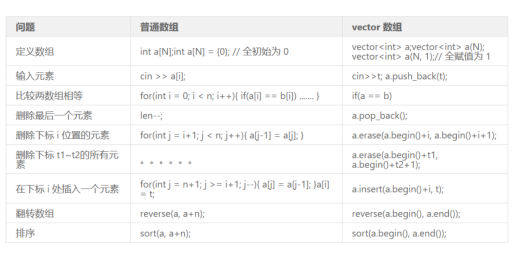 问题 普通数组 vector 数组
定义数组 int a[N];int a[N] = {0}; // 全初始为 0 vector<int> a;vector<int> a(N);
vector<int> a(N, 1);// 全赋值为 1
输入元素 cin >> a[i]; cin>>t; a.push_back(t);
比较两数组相等 for(int i = 0; i < n; i++){ if(a[i] == b[i]) ....... } if(a == b)
删除最后一个元素 len--; a.pop_back();
删除下标 i 位置的元素 for(int j = i+1; j < n; j++){ a[j-1] = a[j]; } a.erase(a.begin()+i, a.begin()+i+1);
删除下标 t1~t2的所有元素 。。。。。。 a.erase(a.begin()+t1,
a.begin()+t2+1);
在下标 i 处插入一个元素 for(int j = n+1; j >= i+1; j--){ a[j] = a[j-1]; }a[i]
= t; a.insert(a.begin()+i, t);
翻转数组 reverse(a, a+n); reverse(a.begin(), a.end());
排序 sort(a, a+n); sort(a.begin(), a.end());